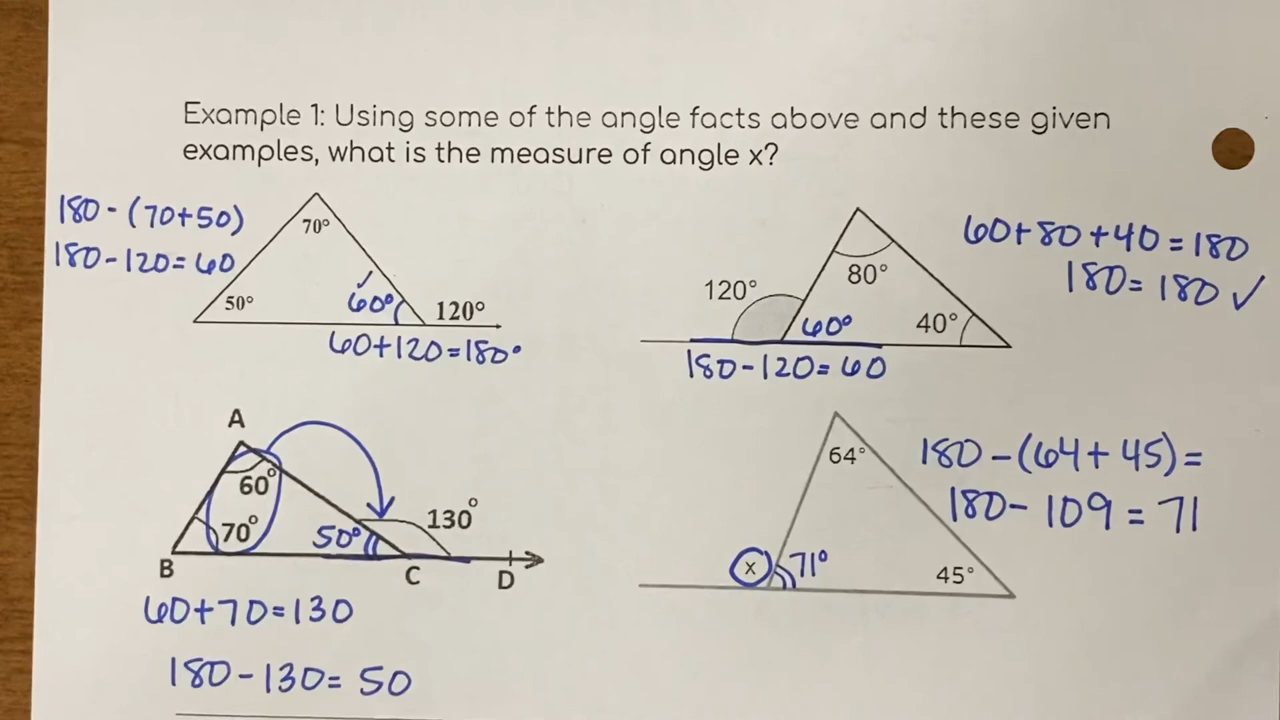 Example 1: Using some of the angle facts above and these given
examples, what is the measure of angle x?
180 - (70+50)
180 - 120 = 60
70°
50°
60°
120°
60+120=180°
120°
80°
60°
40°
180-120=60
60+80+40=180
180=180 ✓
A
60°
70°
50°
130°
B
C
D
60+70=130
180-130= 50
64°
x
71°
45°
180-(64+45)=
180- 109 = 71